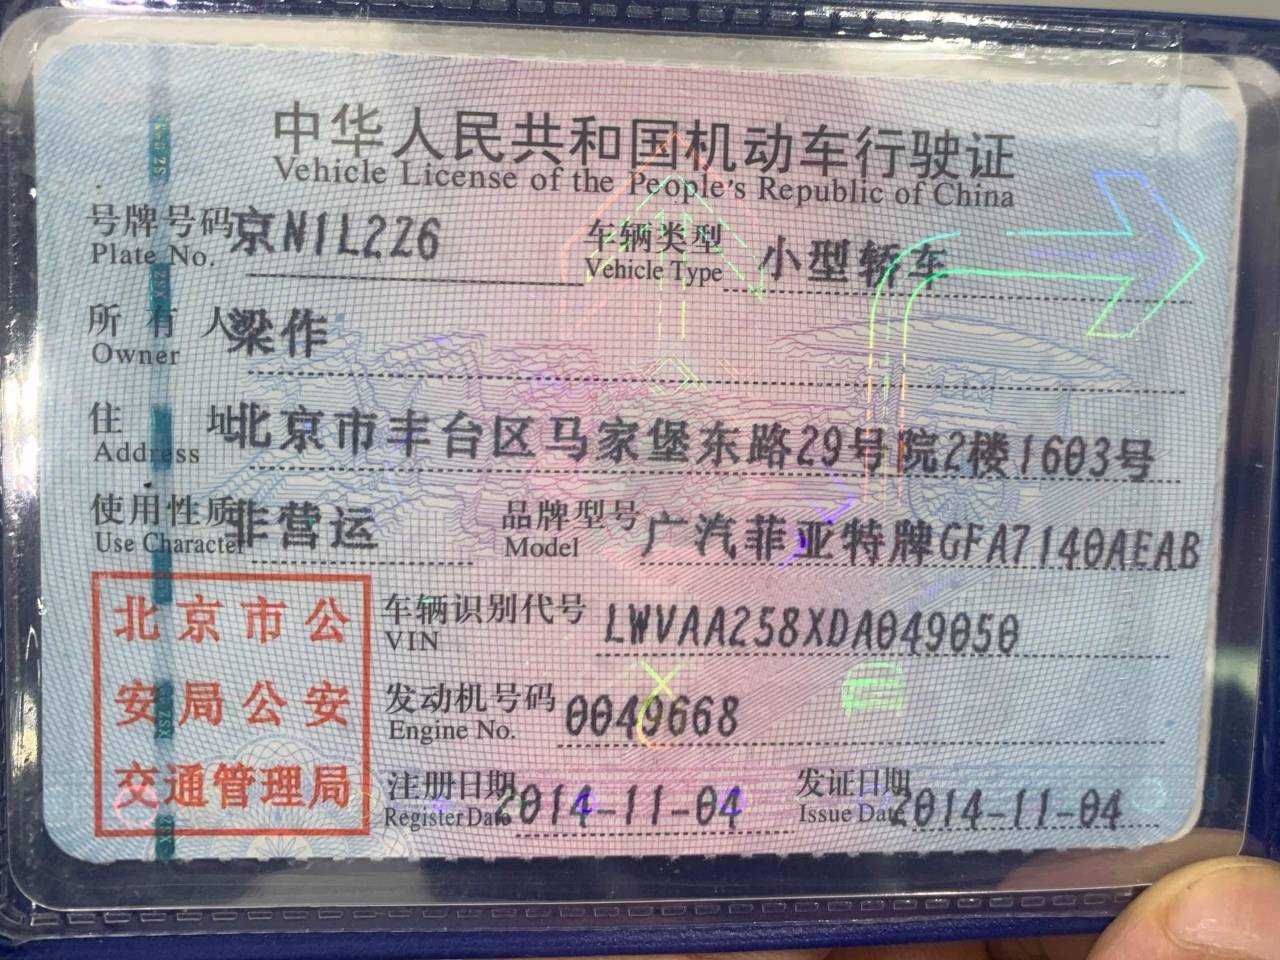 中华人民共和国机动车行驶证
Vehicle License of the People's Republic of China
号牌号码 京N1L2Z6 车辆类型 小型轿车
Plate No. Vehicle Type
所有人 梁作
Owner
住址 北京市丰台区马家堡东路29号院2楼1603号
Address
使用性质 非营运 品牌型号 广汽菲亚特牌GFA7140AEAB
Use Character Model
车辆识别代号 LWVAA258XDA049050
VIN
发动机号码 0049668
Engine No.
注册日期 2014-11-04 发证日期 2014-11-04
Register Date Issue Date
北京市公
安局公安
交通管理局